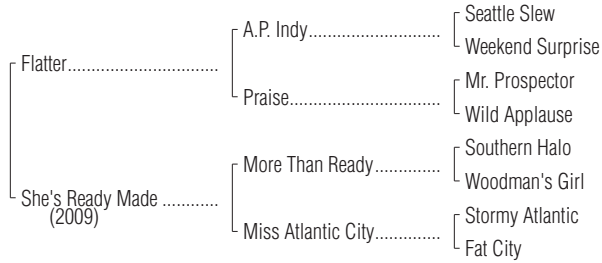 Seattle Slew
A.P. Indy............................
Weekend Surprise
Flatter................................
Mr. Prospector
Praise................................
Wild Applause
Southern Halo
More Than Ready..............
Woodman's Girl
She's Ready Made ............
(2009)
Stormy Atlantic
Miss Atlantic City..............
Fat City